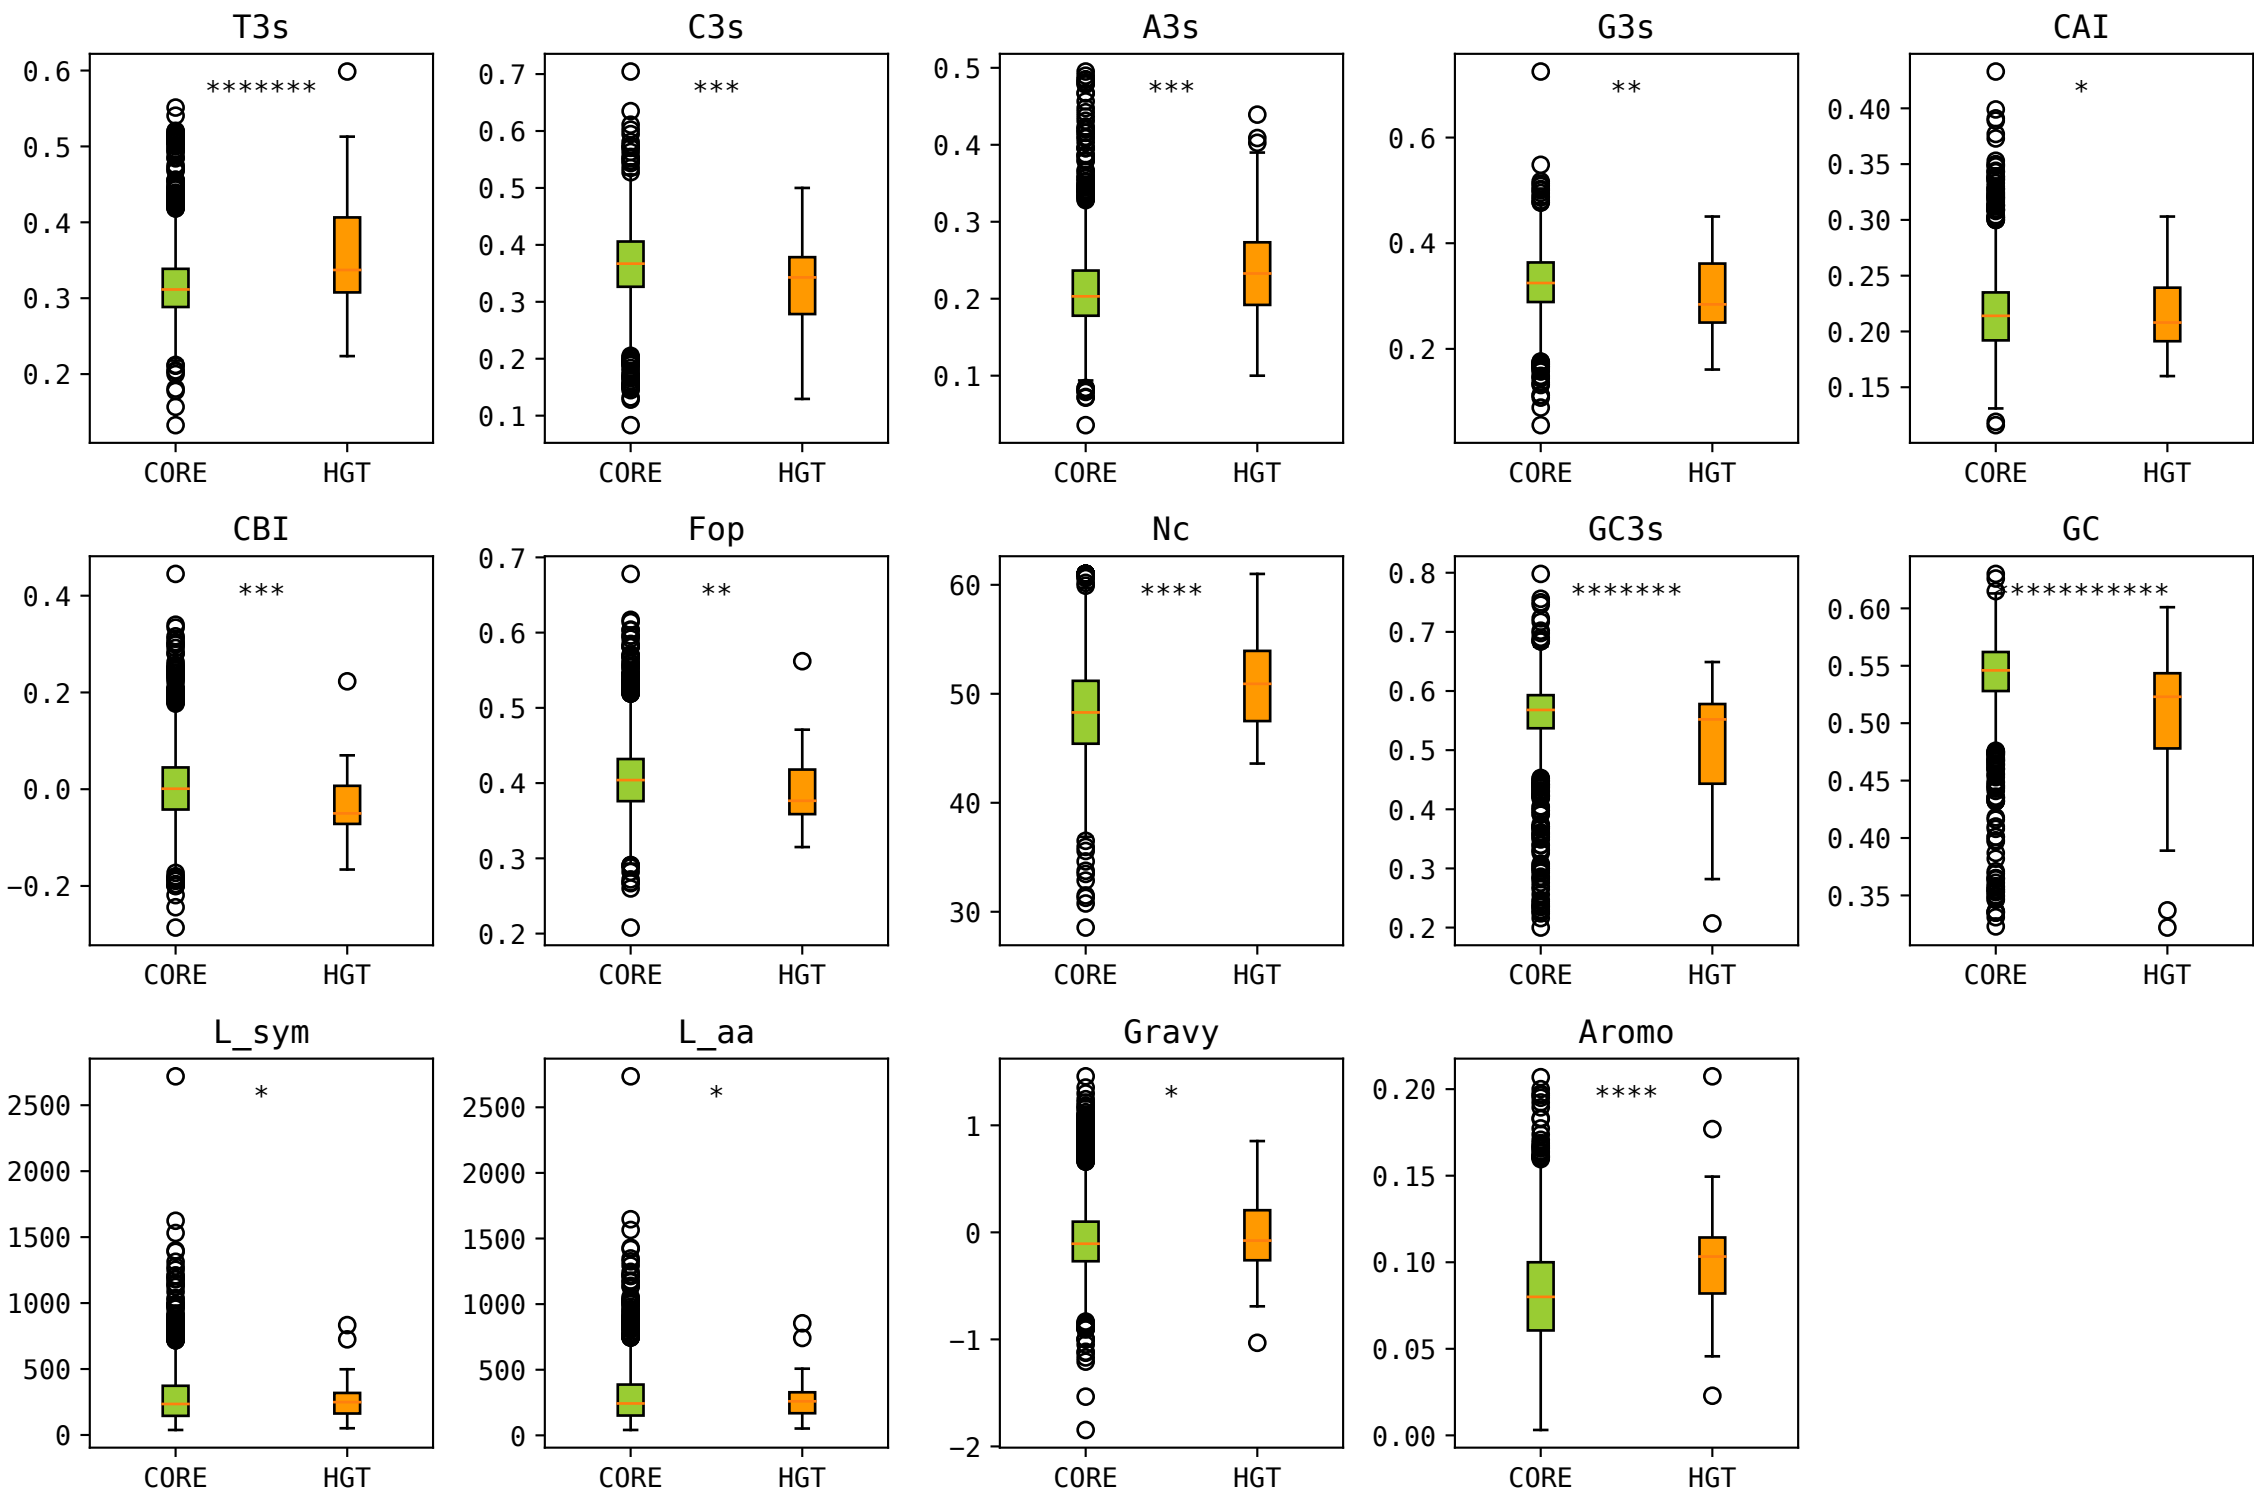 T3s
0.6
0.5
0.4
0.3
0.2
*******
CORE
HGT
C3s
0.7
0.6
0.5
0.4
0.3
0.2
0.1
***
CORE
HGT
A3s
0.5
0.4
0.3
0.2
0.1
***
CORE
HGT
G3s
0.6
0.4
0.2
**
CORE
HGT
CAI
0.40
0.35
0.30
0.25
0.20
0.15
*
CORE
HGT
CBI
0.4
0.2
0.0
−0.2
***
CORE
HGT
Fop
0.7
0.6
0.5
0.4
0.3
0.2
**
CORE
HGT
Nc
60
50
40
30
****
CORE
HGT
GC3s
0.8
0.7
0.6
0.5
0.4
0.3
0.2
*******
CORE
HGT
GC
0.60
0.55
0.50
0.45
0.40
0.35
***********
CORE
HGT
L_sym
2500
2000
1500
1000
500
0
*
CORE
HGT
L_aa
2500
2000
1500
1000
500
0
*
CORE
HGT
Gravy
1
0
−1
−2
*
CORE
HGT
Aromo
0.20
0.15
0.10
0.05
0.00
****
CORE
HGT